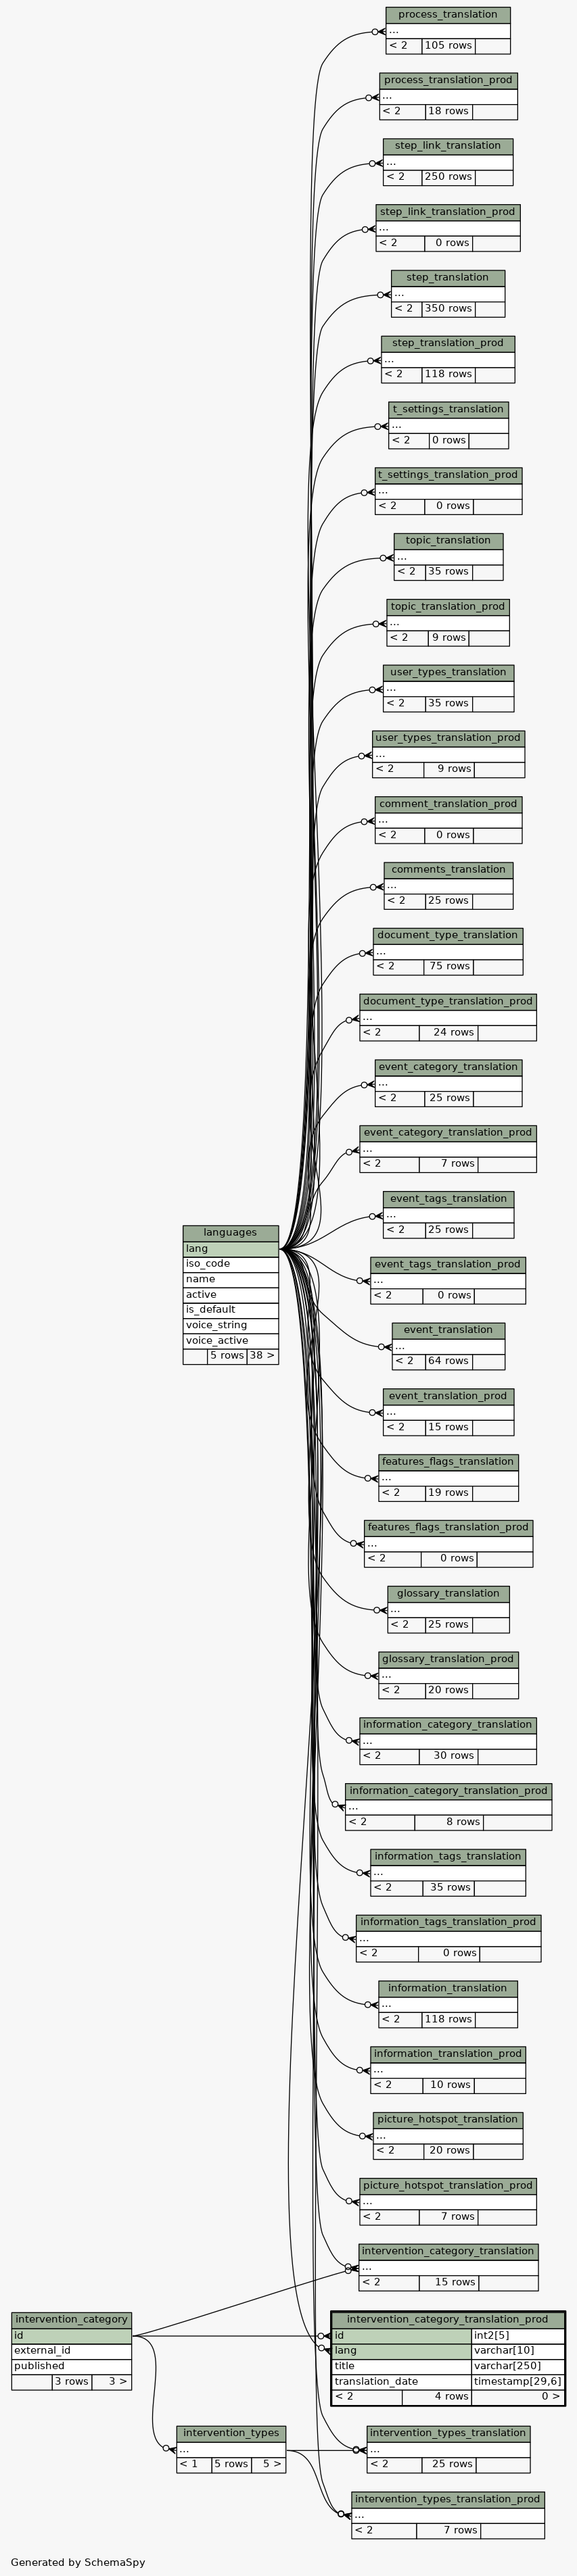 process_translation
...
< 2 105 rows
process_translation_prod
...
< 2 18 rows
step_link_translation
...
< 2 250 rows
step_link_translation_prod
...
< 2 0 rows
step_translation
...
< 2 350 rows
step_translation_prod
...
< 2 118 rows
t_settings_translation
...
< 2 0 rows
t_settings_translation_prod
...
< 2 0 rows
topic_translation
...
< 2 35 rows
topic_translation_prod
...
< 2 9 rows
user_types_translation
...
< 2 35 rows
user_types_translation_prod
...
< 2 9 rows
comment_translation_prod
...
< 2 0 rows
comments_translation
...
< 2 25 rows
document_type_translation
...
< 2 75 rows
document_type_translation_prod
...
< 2 24 rows
event_category_translation
...
< 2 25 rows
event_category_translation_prod
...
< 2 7 rows
event_tags_translation
...
< 2 25 rows
languages
lang
iso_code
name
active
is_default
voice_string
voice_active
5 rows 38 >
event_tags_translation_prod
...
< 2 0 rows
event_translation
...
< 2 64 rows
event_translation_prod
...
< 2 15 rows
features_flags_translation
...
< 2 19 rows
features_flags_translation_prod
...
< 2 0 rows
glossary_translation
...
< 2 25 rows
glossary_translation_prod
...
< 2 20 rows
information_category_translation
...
< 2 30 rows
information_category_translation_prod
...
< 2 8 rows
information_tags_translation
...
< 2 35 rows
information_tags_translation_prod
...
< 2 0 rows
information_translation
...
< 2 118 rows
information_translation_prod
...
< 2 10 rows
picture_hotspot_translation
...
< 2 20 rows
picture_hotspot_translation_prod
...
< 2 7 rows
intervention_category_translation
...
< 2 15 rows
intervention_category
id
external_id
published
3 rows 3 >
intervention_category_translation_prod
id int2[5]
lang varchar[10]
title varchar[250]
translation_date timestamp[29,6]
< 2 4 rows 0 >
intervention_types
...
< 1 5 rows 5 >
intervention_types_translation
...
< 2 25 rows
intervention_types_translation_prod
...
< 2 7 rows
Generated by SchemaSpy